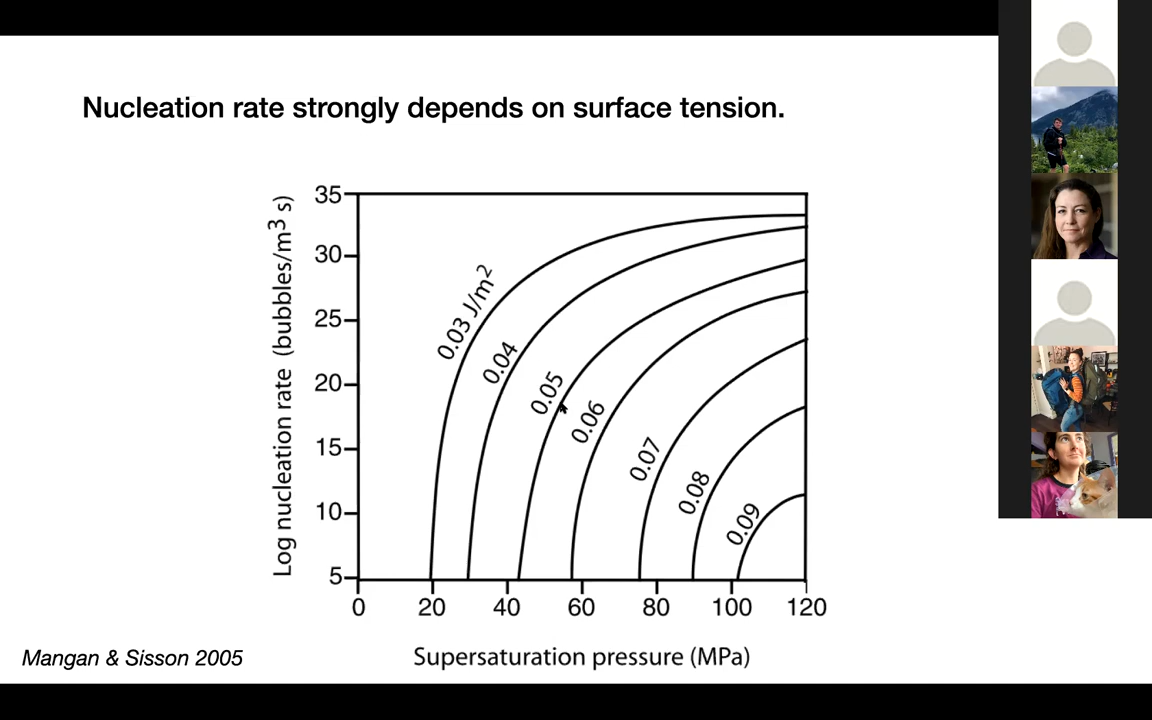 Nucleation rate strongly depends on surface tension.
Log nucleation rate (bubbles/m³ s)
35
30
25
20
15
10
5
0.03 J/m²
0.04
0.05
0.06
0.07
0.08
0.09
0 20 40 60 80 100 120
Supersaturation pressure (MPa)
Mangan & Sisson 2005